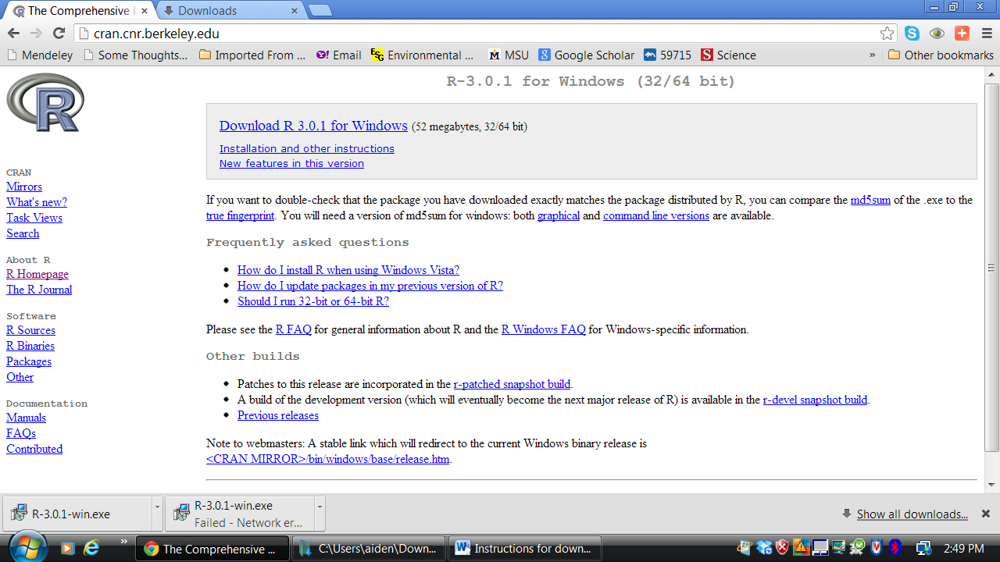 The Comprehensive
Downloads
cran.cnr.berkeley.edu
Mendeley
Some Thoughts...
Imported From ...
Email
Environmental ...
MSU
Google Scholar
59715
Science
»
Other bookmarks
R
R-3.0.1 for Windows (32/64 bit)
Download R 3.0.1 for Windows (52 megabytes, 32/64 bit)
Installation and other instructions
New features in this version
CRAN
Mirrors
What's new?
Task Views
Search
About R
R Homepage
The R Journal
Software
R Sources
R Binaries
Packages
Other
Documentation
Manuals
FAQs
Contributed
If you want to double-check that the package you have downloaded exactly matches the package distributed by R, you can compare the md5sum of the .exe to the
true fingerprint. You will need a version of md5sum for windows: both graphical and command line versions are available.
Frequently asked questions
How do I install R when using Windows Vista?
How do I update packages in my previous version of R?
Should I run 32-bit or 64-bit R?
Please see the R FAQ for general information about R and the R Windows FAQ for Windows-specific information.
Other builds
Patches to this release are incorporated in the r-patched snapshot build.
A build of the development version (which will eventually become the next major release of R) is available in the r-devel snapshot build.
Previous releases
Note to webmasters: A stable link which will redirect to the current Windows binary release is
<CRAN MIRROR>/bin/windows/base/release.htm.
R-3.0.1-win.exe
R-3.0.1-win.exe
Failed - Network er...
Show all downloads...
»
The Comprehensive ...
C:\Users\aiden\Down...
Instructions for down...
2:49 PM